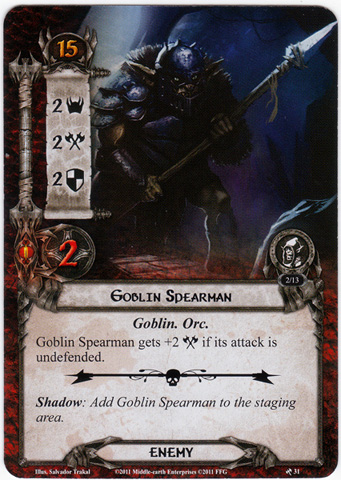 15
2
2
2
2
2/13
Goblin Spearman
Goblin. Orc.
Goblin Spearman gets +2 if its attack is
undefended.
Shadow: Add Goblin Spearman to the staging
area.
ENEMY
Illus. Salvador Trakal ©2011 Middle-earth Enterprises ©2011 FFG 31